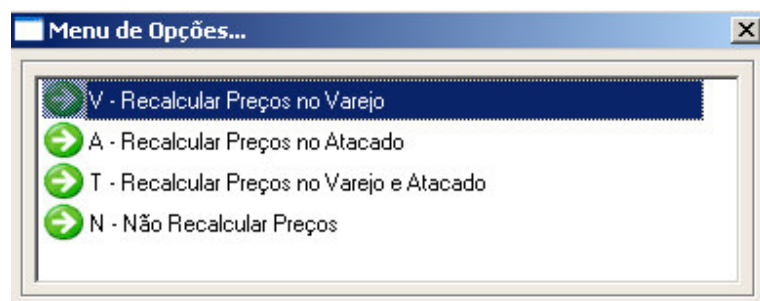 Menu de Opções...
V - Recalcular Preços no Varejo
A - Recalcular Preços no Atacado
T - Recalcular Preços no Varejo e Atacado
N - Não Recalcular Preços